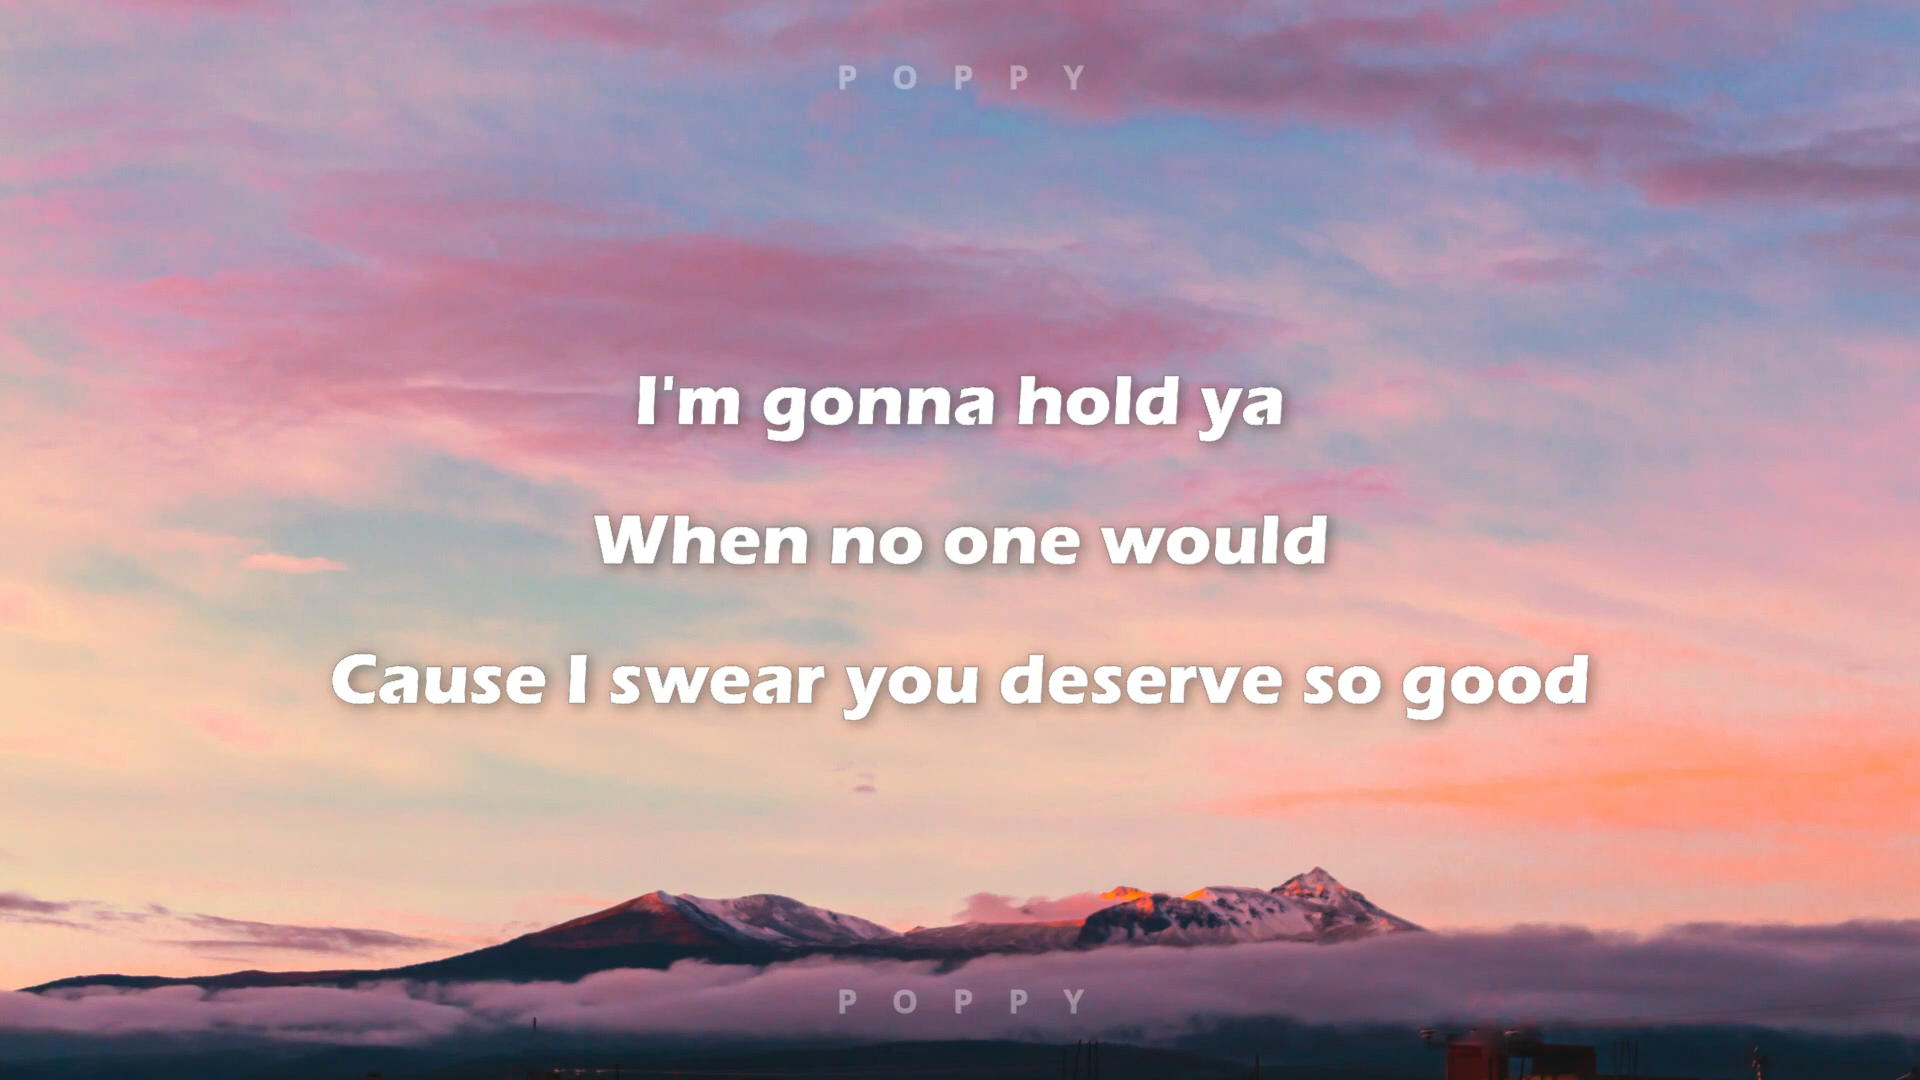 POPPY
I'm gonna hold ya
When no one would
Cause I swear you deserve so good
POPPY